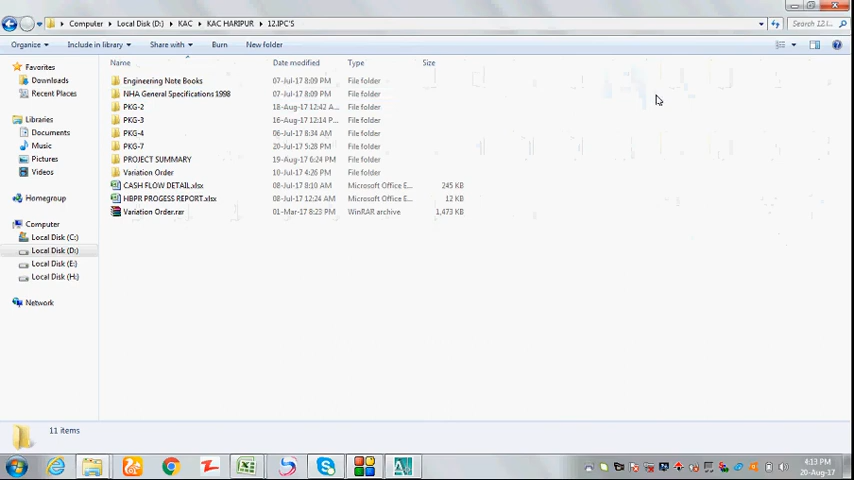 Computer ▸ Local Disk (D:) ▸ KAC ▸ KAC HARIPUR ▸ 12.IPC'S
Search 12.I...
Organize Include in library Share with Burn New folder
Name Date modified Type Size
Favorites
Downloads
Recent Places
Libraries
Documents
Music
Pictures
Videos
Homegroup
Computer
Local Disk (C:)
Local Disk (D:)
Local Disk (E:)
Local Disk (H:)
Network
Engineering Note Books 07-Jul-17 8:09 PM File folder
NHA General Specifications 1998 07-Jul-17 8:09 PM File folder
PKG-2 18-Aug-17 12:42 A... File folder
PKG-3 16-Aug-17 12:14 P... File folder
PKG-4 06-Jul-17 8:34 AM File folder
PKG-7 20-Jul-17 5:28 PM File folder
PROJECT SUMMARY 19-Aug-17 6:24 PM File folder
Variation Order 10-Jul-17 4:26 PM File folder
CASH FLOW DETAIL.xlsx 08-Jul-17 8:10 AM Microsoft Office E... 245 KB
HBPR PROGESS REPORT.xlsx 08-Jul-17 12:24 AM Microsoft Office E... 12 KB
Variation Order.rar 01-Mar-17 8:23 PM WinRAR archive 1,473 KB
11 items
4:13 PM
20-Aug-17